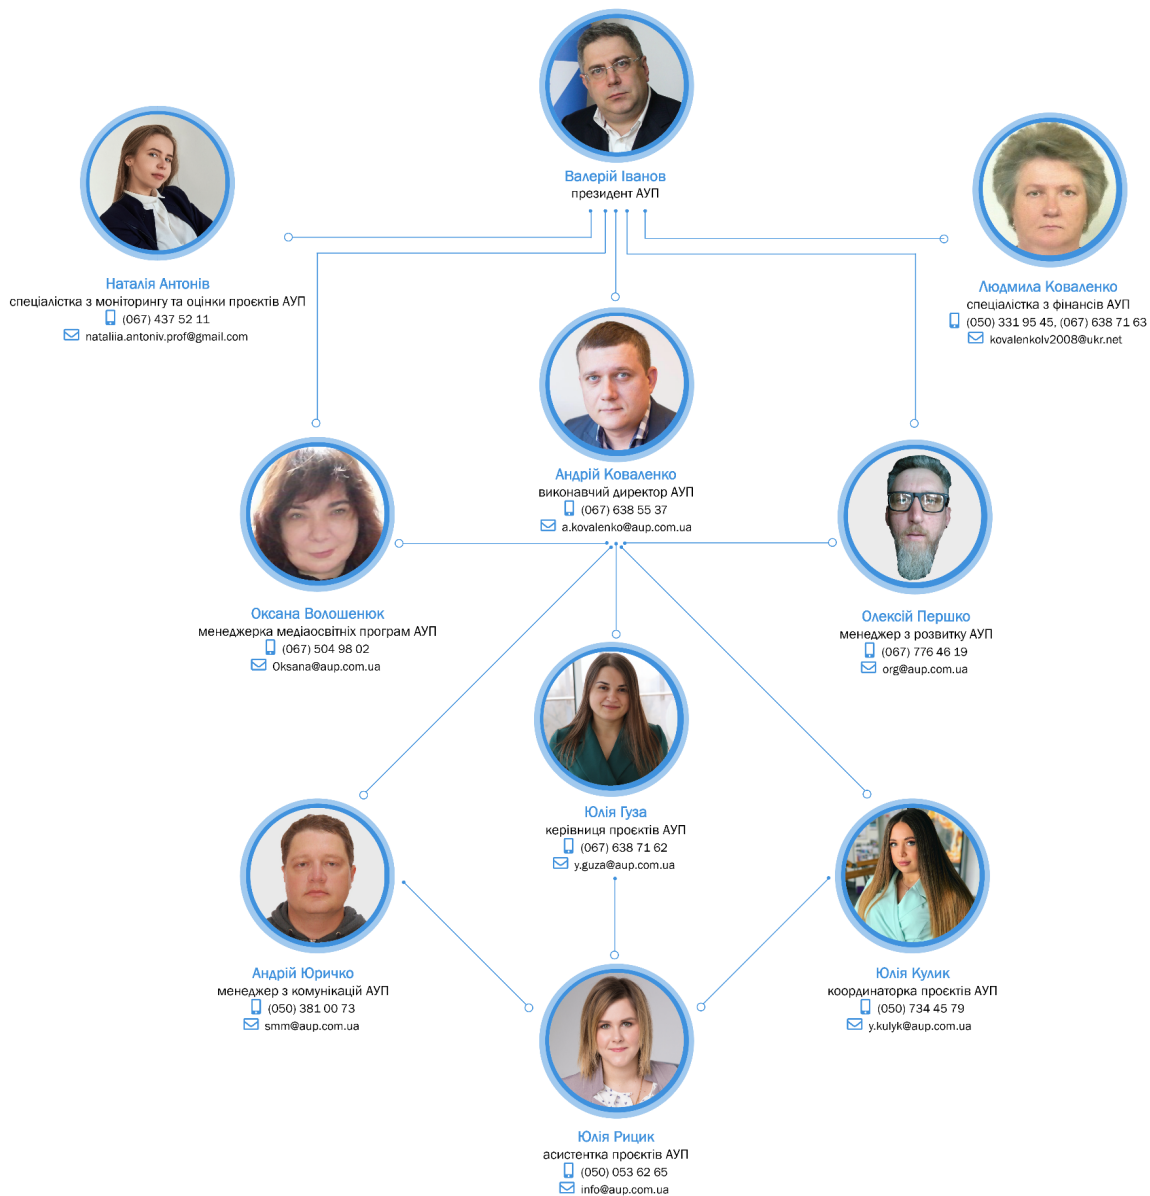 Валерій Іванов
президент АУП
Наталія Антонів
спеціалістка з моніторингу та оцінки проєктів АУП
(067) 437 52 11
nataliia.antoniv.prof@gmail.com
Людмила Коваленко
спеціалістка з фінансів АУП
(050) 331 95 45, (067) 638 71 63
kovalenkolv2008@ukr.net
Андрій Коваленко
виконавчий директор АУП
(067) 638 55 37
a.kovalenko@aup.com.ua
Оксана Волошенюк
менеджерка медіаосвітніх програм АУП
(067) 504 98 02
Oksana@aup.com.ua
Олексій Першко
менеджер з розвитку АУП
(067) 776 46 19
org@aup.com.ua
Юлія Гуза
керівниця проєктів АУП
(067) 638 71 62
y.guza@aup.com.ua
Андрій Юричко
менеджер з комунікацій АУП
(050) 381 00 73
smm@aup.com.ua
Юлія Кулик
координаторка проєктів АУП
(050) 734 45 79
y.kulyk@aup.com.ua
Юлія Рицик
асистентка проєктів АУП
(050) 053 62 65
info@aup.com.ua